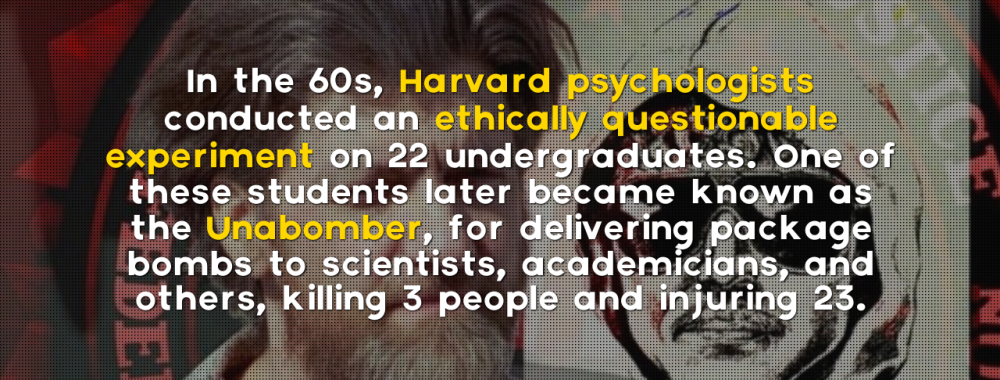 In the 60s, Harvard psychologists
conducted an ethically questionable
experiment on 22 undergraduates. One of
these students later became known as
the Unabomber, for delivering package
bombs to scientists, academicians, and
others, killing 3 people and injuring 23.